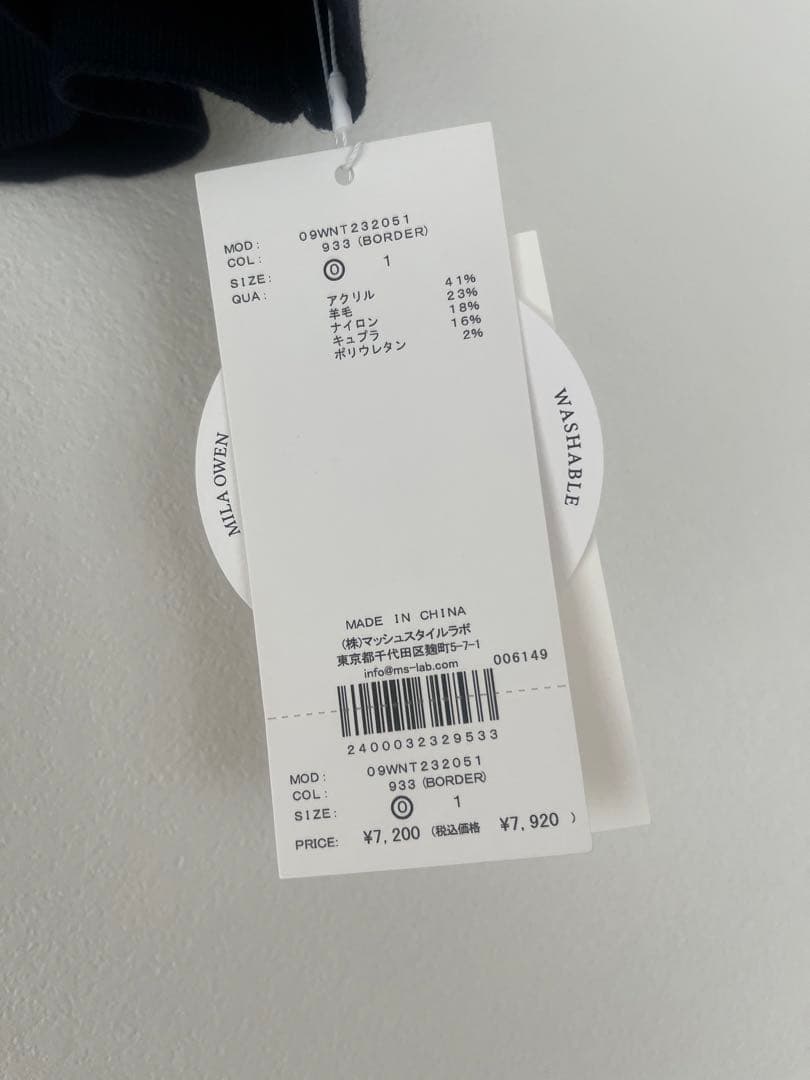 MOD: 09WNT232051
COL: 933 (BORDER)
SIZE: 0 1
QUA: アクリル 41%
羊毛 23%
ナイロン 18%
キュプラ 16%
ポリウレタン 2%
MILA OWEN
WASHABLE
MADE IN CHINA
(株)マッシュスタイルラボ
東京都千代田区麹町5-7-1
info@ms-lab.com 006149
2400032329533
MOD: 09WNT232051
COL: 933 (BORDER)
SIZE: 0 1
PRICE: ¥7,200 (税込価格 ¥7,920 )